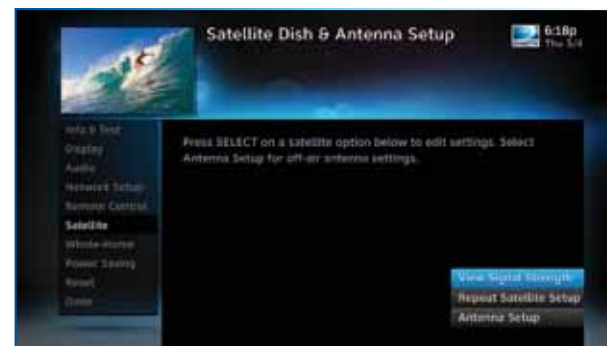 Satellite Dish & Antenna Setup
6:18p
Thu 3/4
Info & Test
Display
Audio
Network Setup
Remote Control
Satellite
Whole-Home
Power Saving
Reset
Done
Press SELECT on a satellite option below to edit settings. Select
Antenna Setup for off-air antenna settings.
View Signal Strength
Repeat Satellite Setup
Antenna Setup